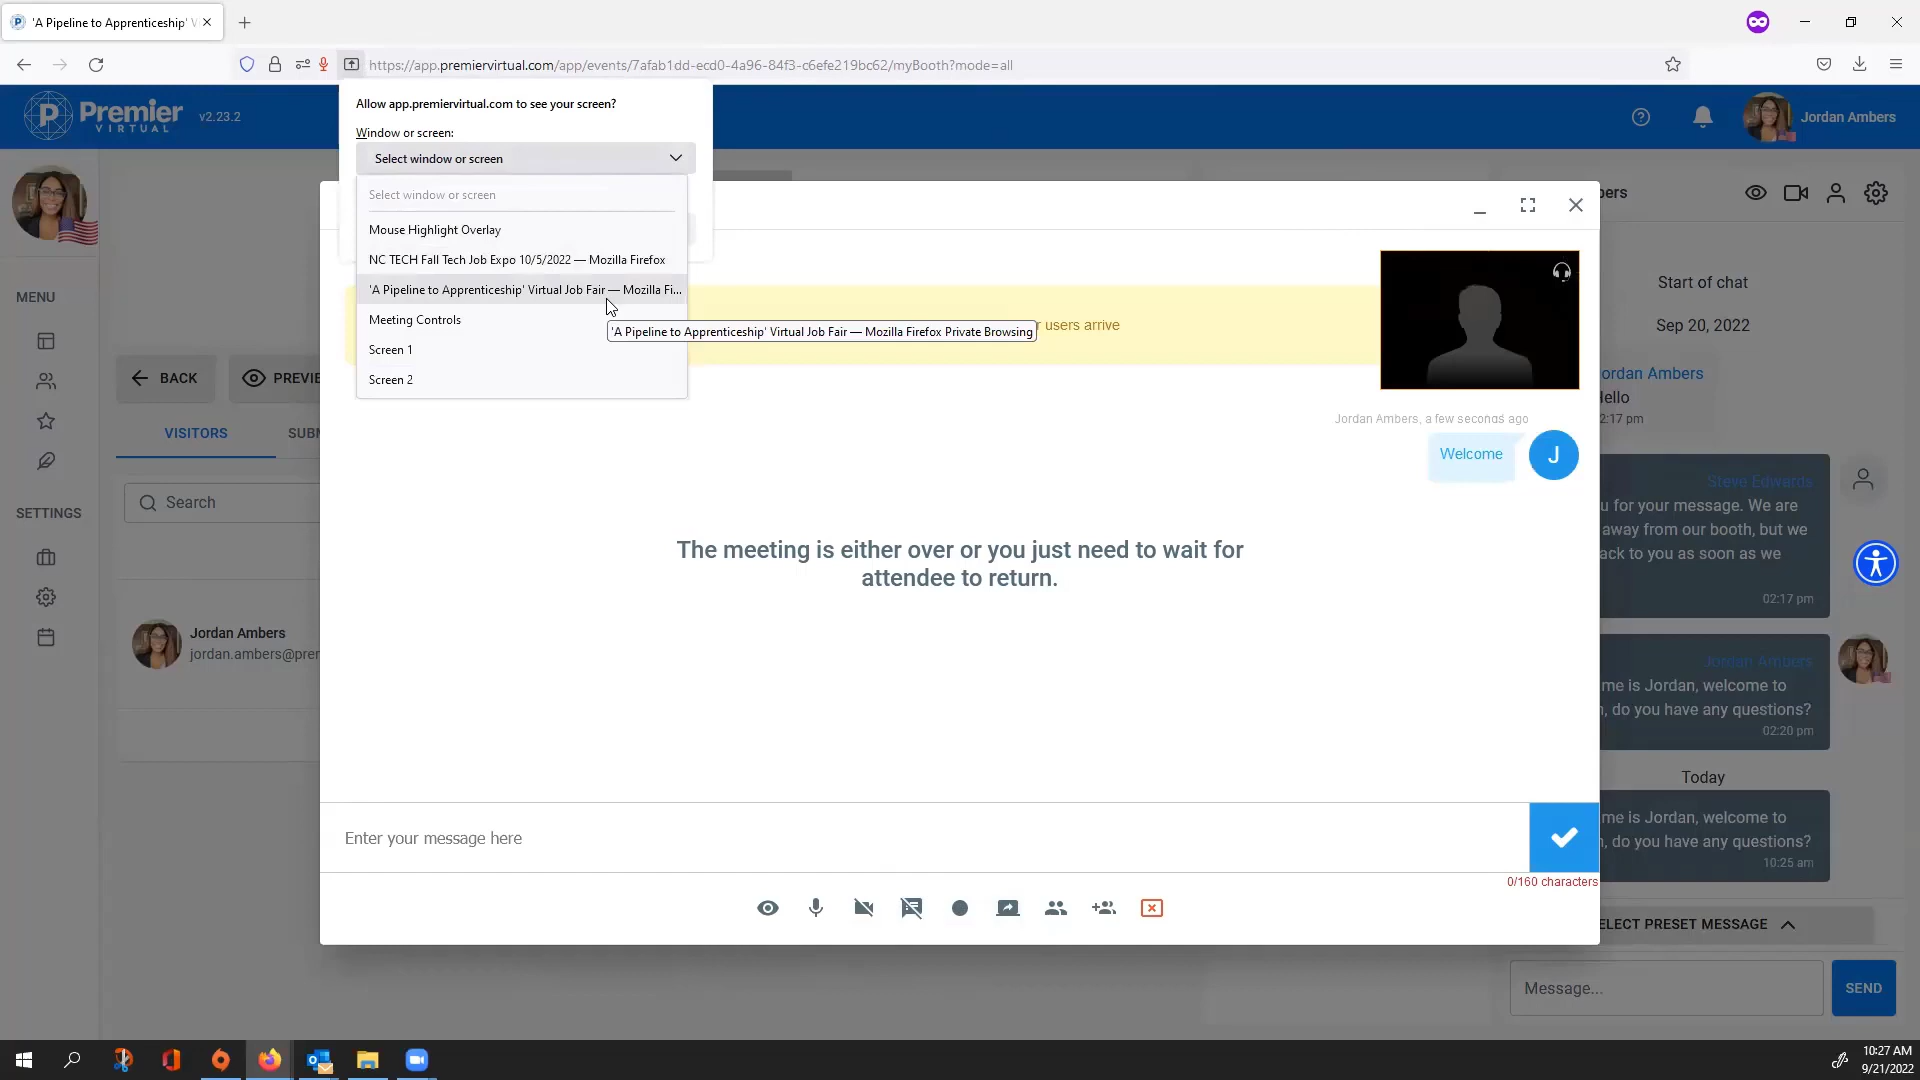 'A Pipeline to Apprenticeship' V
https://app.premiervirtual.com/app/events/7afab1dd-ecd0-4a96-84f3-c6efe219bc62/myBooth?mode=all
Allow app.premiervirtual.com to see your screen?
Window or screen:
Select window or screen
Select window or screen
Mouse Highlight Overlay
NC TECH Fall Tech Job Expo 10/5/2022 — Mozilla Firefox
'A Pipeline to Apprenticeship' Virtual Job Fair — Mozilla Fi...
Meeting Controls
'A Pipeline to Apprenticeship' Virtual Job Fair — Mozilla Firefox Private Browsing
Screen 1
Screen 2
Premier
VIRTUAL
v2.23.2
Jordan Ambers
MENU
SETTINGS
BACK
PREVIE
VISITORS
SUBM
Search
Jordan Ambers
jordan.ambers@prer
users arrive
Jordan Ambers, a few seconds ago
Welcome
J
The meeting is either over or you just need to wait for
attendee to return.
Enter your message here
0/160 characters
bers
Start of chat
Sep 20, 2022
ordan Ambers
Hello
2:17 pm
Steve Edwards
u for your message. We are
away from our booth, but we
ack to you as soon as we
02:17 pm
Jordan Ambers
me is Jordan, welcome to
n, do you have any questions?
02:20 pm
Today
me is Jordan, welcome to
n, do you have any questions?
10:25 am
ELECT PRESET MESSAGE
Message...
SEND
10:27 AM
9/21/2022